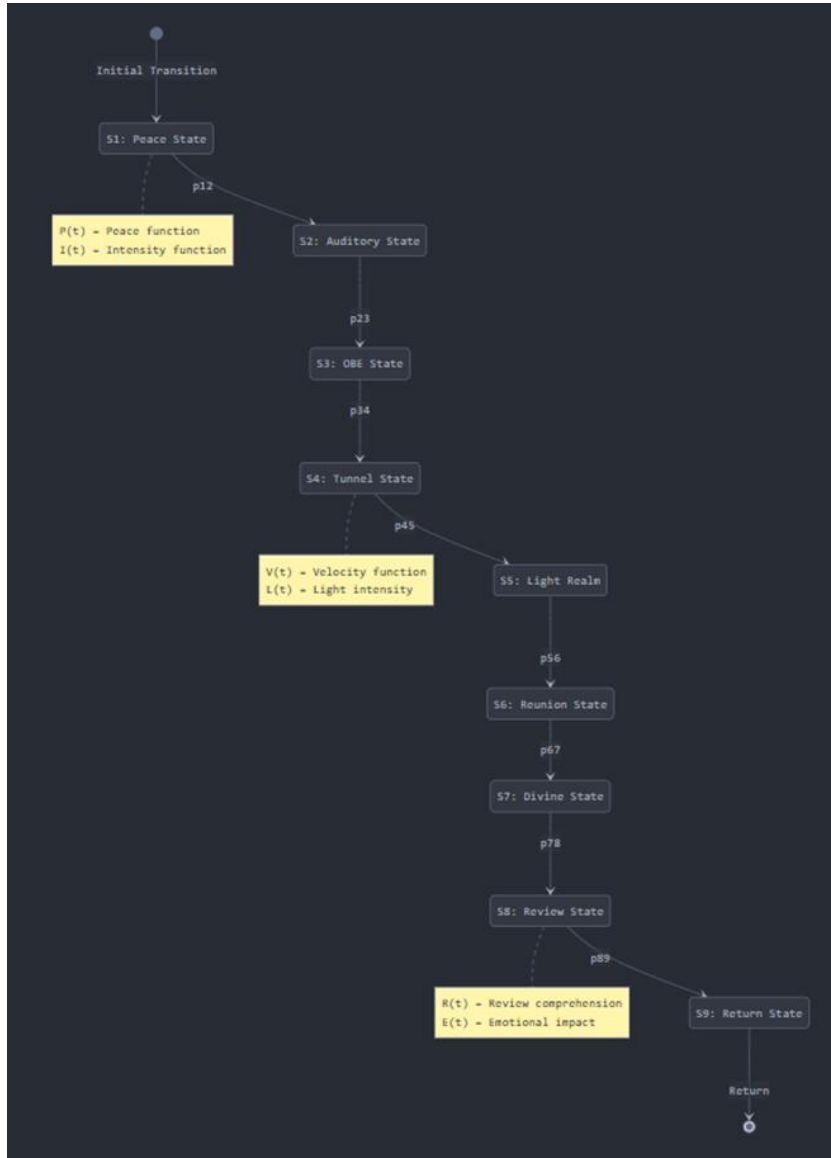 Initial Transition
S1: Peace State
p12
P(t) = Peace function
I(t) = Intensity function
S2: Auditory State
p23
S3: OBE State
p34
S4: Tunnel State
p45
V(t) = Velocity function
L(t) = Light intensity
S5: Light Realm
p56
S6: Reunion State
p67
S7: Divine State
p78
S8: Review State
p89
R(t) = Review comprehension
E(t) = Emotional impact
S9: Return State
Return